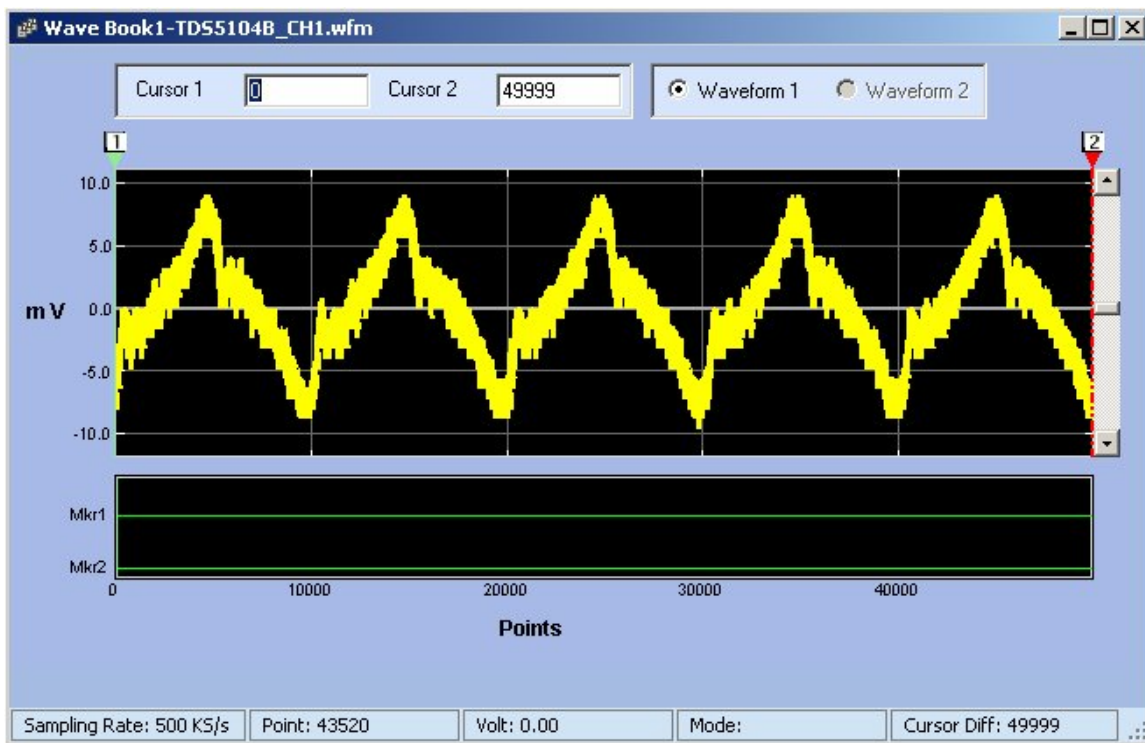 Wave Book1-TDS5104B_CH1.wfm
Cursor 1 0 Cursor 2 49999 Waveform 1 Waveform 2
1 2
10.0
5.0
m V 0.0
-5.0
-10.0
Mkr1
Mkr2
0 10000 20000 30000 40000
Points
Sampling Rate: 500 KS/s Point: 43520 Volt: 0.00 Mode: Cursor Diff: 49999